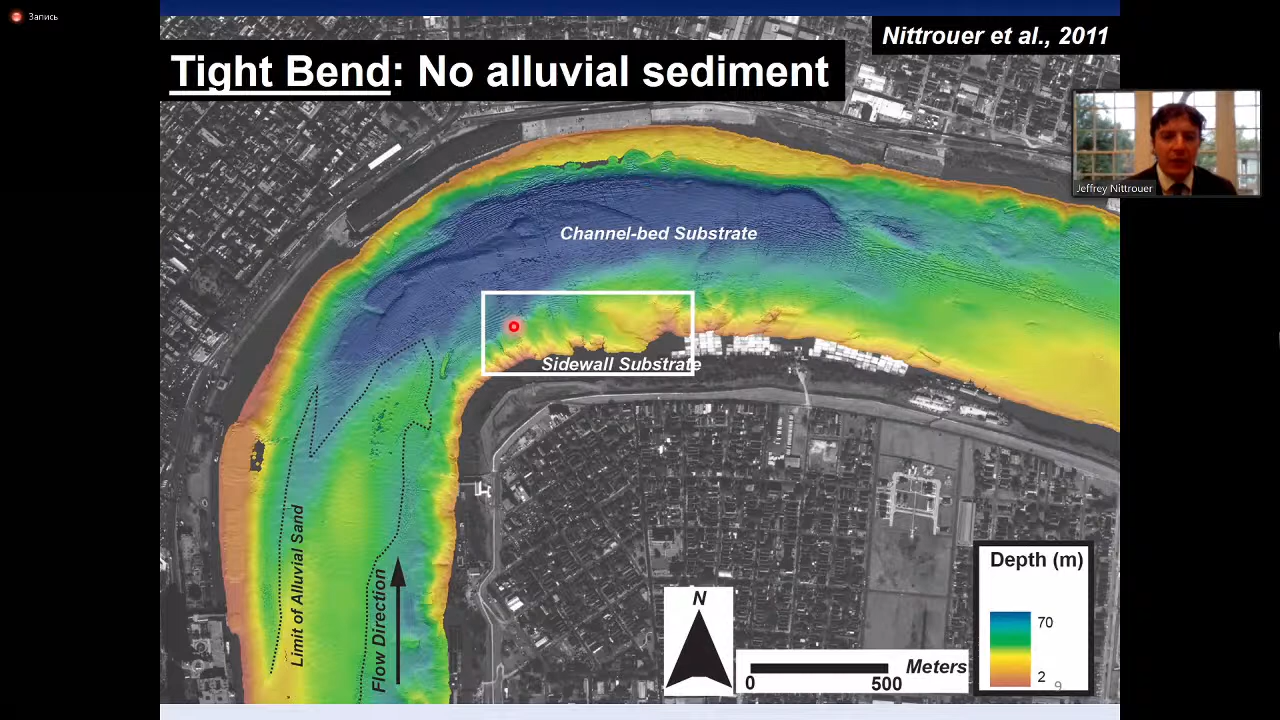 Запись
Nittrouer et al., 2011
Tight Bend: No alluvial sediment
Jeffrey Nittrouer
Channel-bed Substrate
Sidewall Substrate
Limit of Alluvial Sand
Flow Direction
N
0 500 Meters
Depth (m)
70
2
9